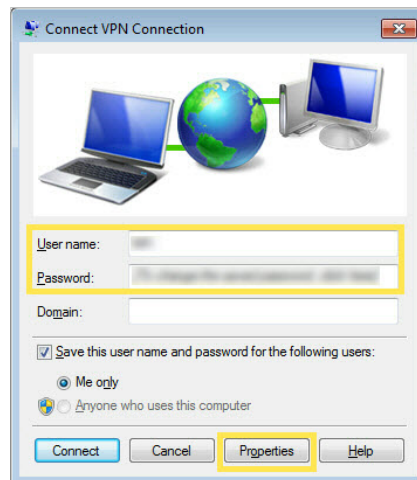 Connect VPN Connection
User name:
Password:
Domain:
Save this user name and password for the following users:
Me only
Anyone who uses this computer
Connect Cancel Properties Help